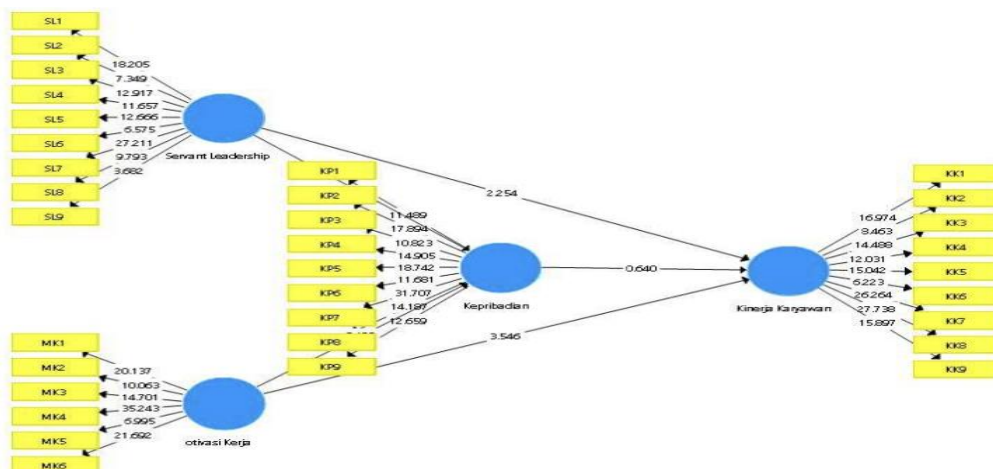 SL1
SL2
SL3
SL4
SL5
SL6
SL7
SL8
SL9
18.205
7.349
12.917
11.657
12.666
6.575
27.211
9.793
3.682
Servant Leadership
KP1
KP2
KP3
KP4
KP5
KP6
KP7
KP8
KP9
11.489
17.894
10.823
14.905
18.742
11.681
31.707
14.187
12.659
Kepribadian
2.254
0.640
3.546
KK1
KK2
KK3
KK4
KK5
KK6
KK7
KK8
KK9
16.974
8.463
14.488
12.031
15.042
6.223
26.264
27.738
15.897
Kinerja Karyawan
MK1
MK2
MK3
MK4
MK5
MK6
20.137
10.063
14.701
35.243
6.995
21.692
otivasi Kerja